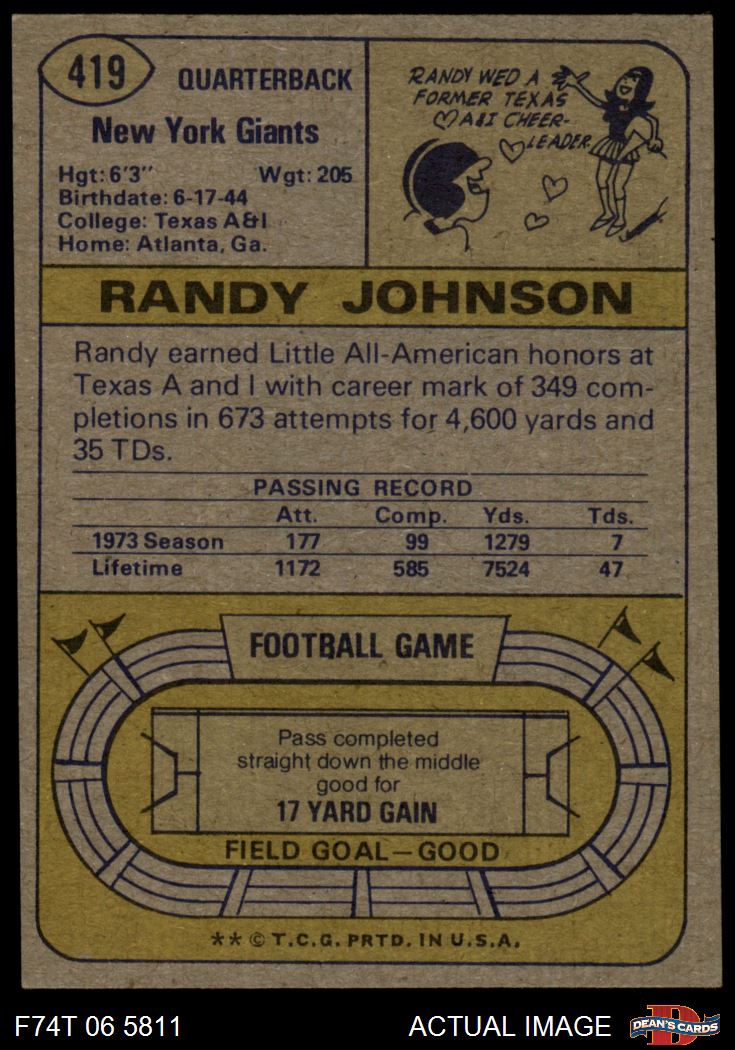 419
QUARTERBACK
New York Giants
Hgt: 6'3" Wgt: 205
Birthdate: 6-17-44
College: Texas A&I
Home: Atlanta, Ga.
RANDY WED A
FORMER TEXAS
A&I CHEER-
LEADER.
RANDY JOHNSON
Randy earned Little All-American honors at
Texas A and I with career mark of 349 com-
pletions in 673 attempts for 4,600 yards and
35 TDs.
PASSING RECORD
Att. Comp. Yds. Tds.
1973 Season 177 99 1279 7
Lifetime 1172 585 7524 47
FOOTBALL GAME
Pass completed
straight down the middle
good for
17 YARD GAIN
FIELD GOAL—GOOD
** © T.C.G. PRTD. IN U.S.A.
F74T 06 5811 ACTUAL IMAGE
D
DEAN'S CARDS